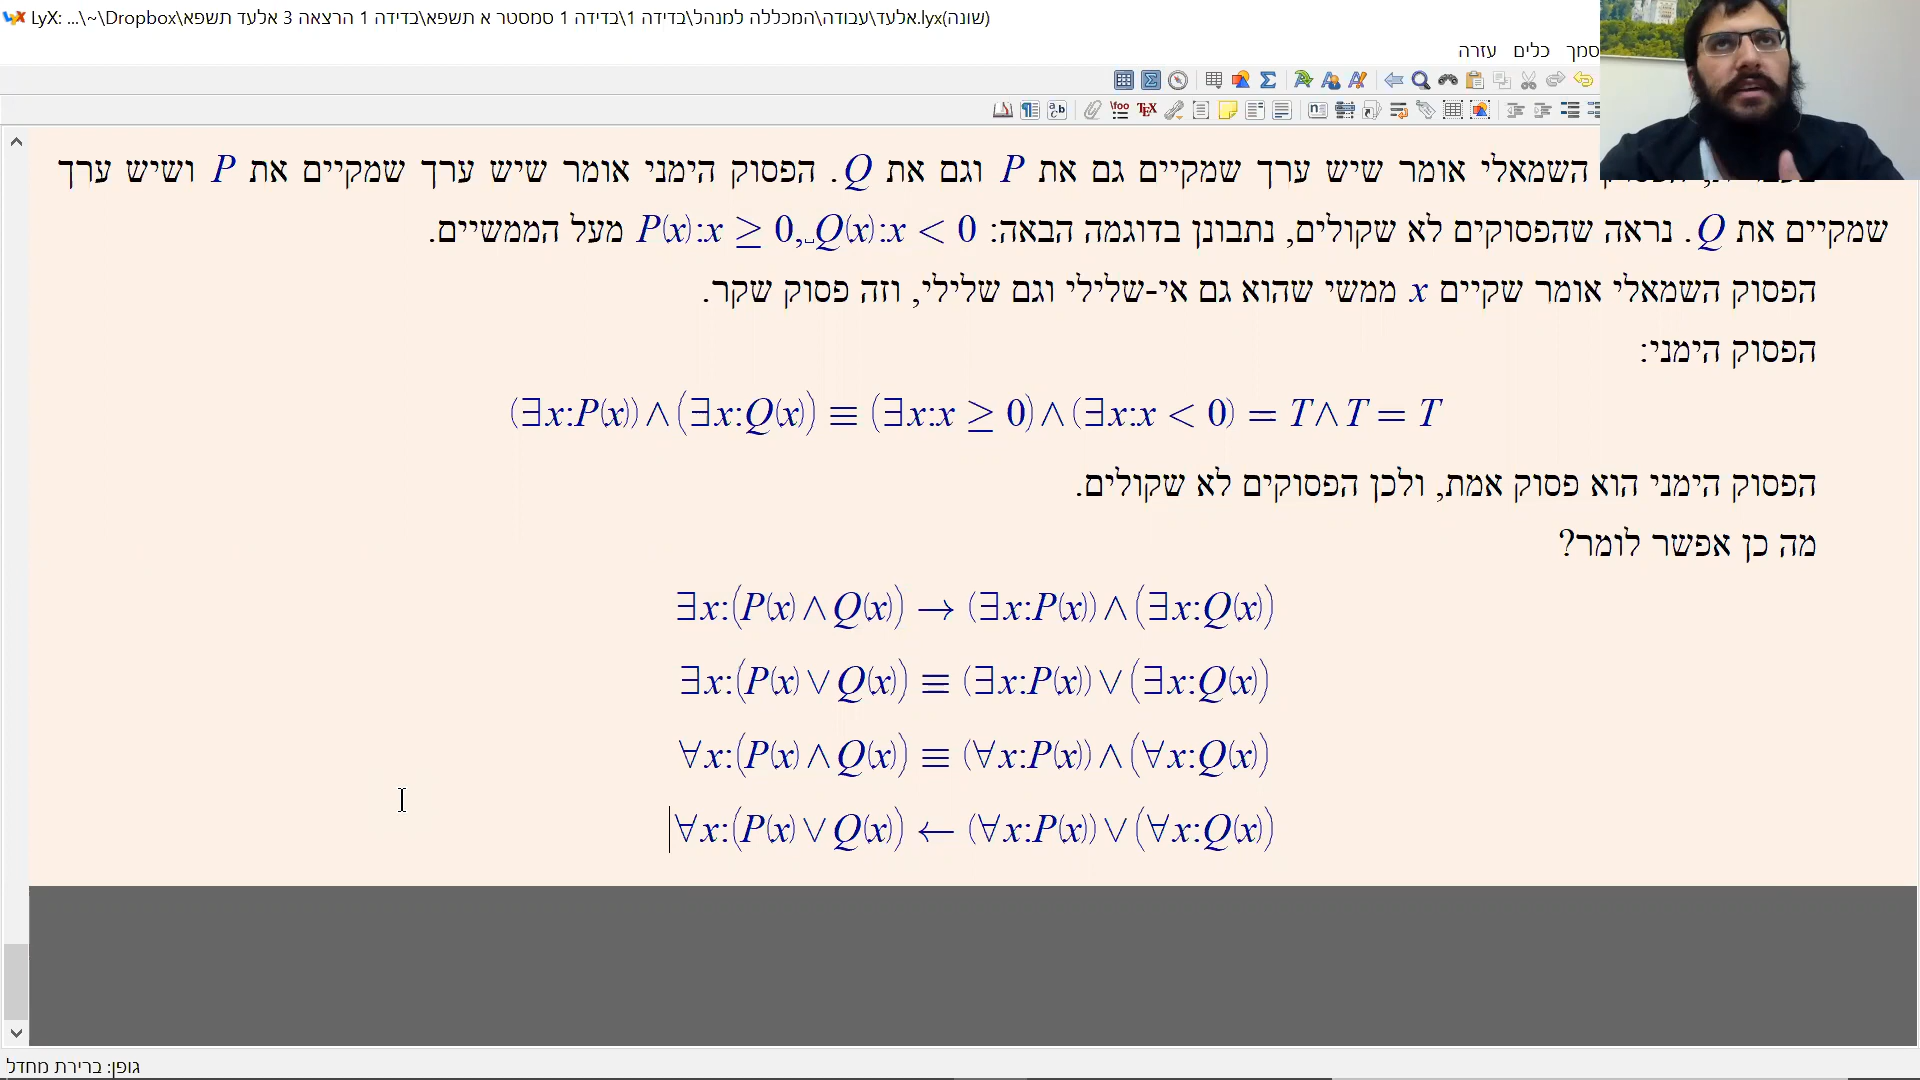 LyX: ...\~\Dropbox\אלעד\עבודה\המכללה למנהל\בדידה 1\בדידה 1 סמסטר א תשפא\בדידה 1 הרצאה 3 אלעד תשפא.lyx(שונה)
סמך כלים עזרה
השמאלי אומר שיש ערך שמקיים גם את P וגם את Q. הפסוק הימני אומר שיש ערך שמקיים את P ושיש ערך
שמקיים את Q. נראה שהפסוקים לא שקולים, נתבונן בדוגמה הבאה: P(x):x ≥ 0, Q(x):x < 0 מעל הממשיים.
הפסוק השמאלי אומר שקיים x ממשי שהוא גם אי-שלילי וגם שלילי, וזה פסוק שקר.
הפסוק הימני:
(∃x:P(x))∧(∃x:Q(x)) ≡ (∃x:x ≥ 0)∧(∃x:x < 0) = T∧T = T
הפסוק הימני הוא פסוק אמת, ולכן הפסוקים לא שקולים.
מה כן אפשר לומר?
∃x:(P(x)∧Q(x)) → (∃x:P(x))∧(∃x:Q(x))
∃x:(P(x)∨Q(x)) ≡ (∃x:P(x))∨(∃x:Q(x))
∀x:(P(x)∧Q(x)) ≡ (∀x:P(x))∧(∀x:Q(x))
∀x:(P(x)∨Q(x)) ← (∀x:P(x))∨(∀x:Q(x))
גופן: ברירת מחדל